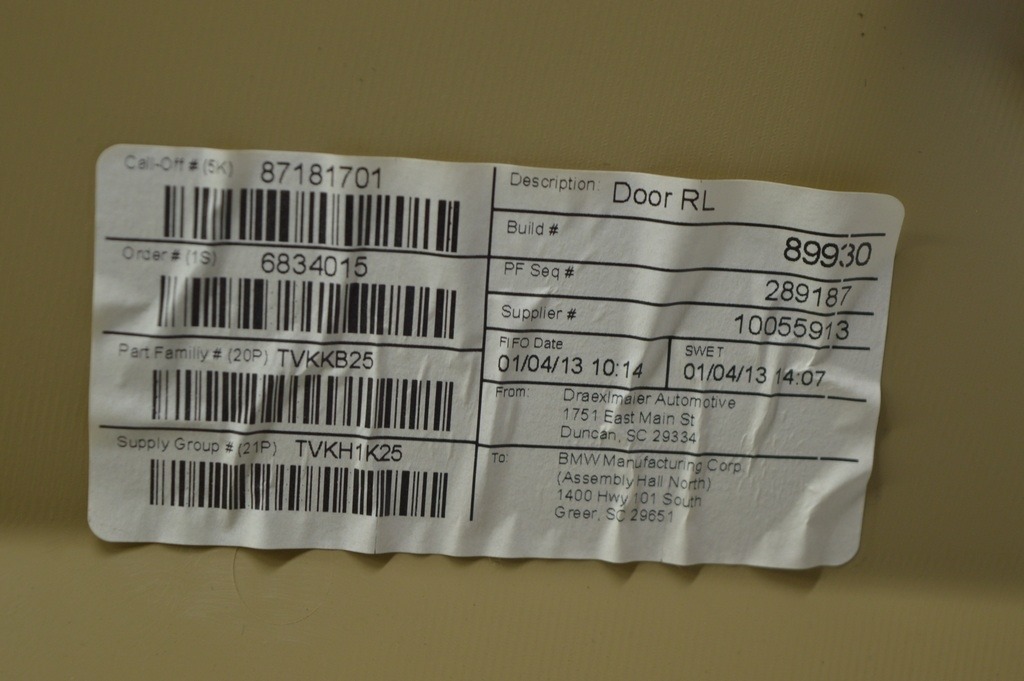 Call-Off # (5K) 87181701
Order # (1S) 6834015
Part Family # (20P) TVKKB25
Supply Group # (21P) TVKH1K25
Description: Door RL
Build # 89930
PF Seq # 289187
Supplier # 10055913
FIFO Date
01/04/13 10:14
SWET
01/04/13 14:07
From: Draexlmaier Automotive
1751 East Main St
Duncan, SC 29334
To: BMW Manufacturing Corp.
(Assembly Hall North)
1400 Hwy 101 South
Greer, SC 29651